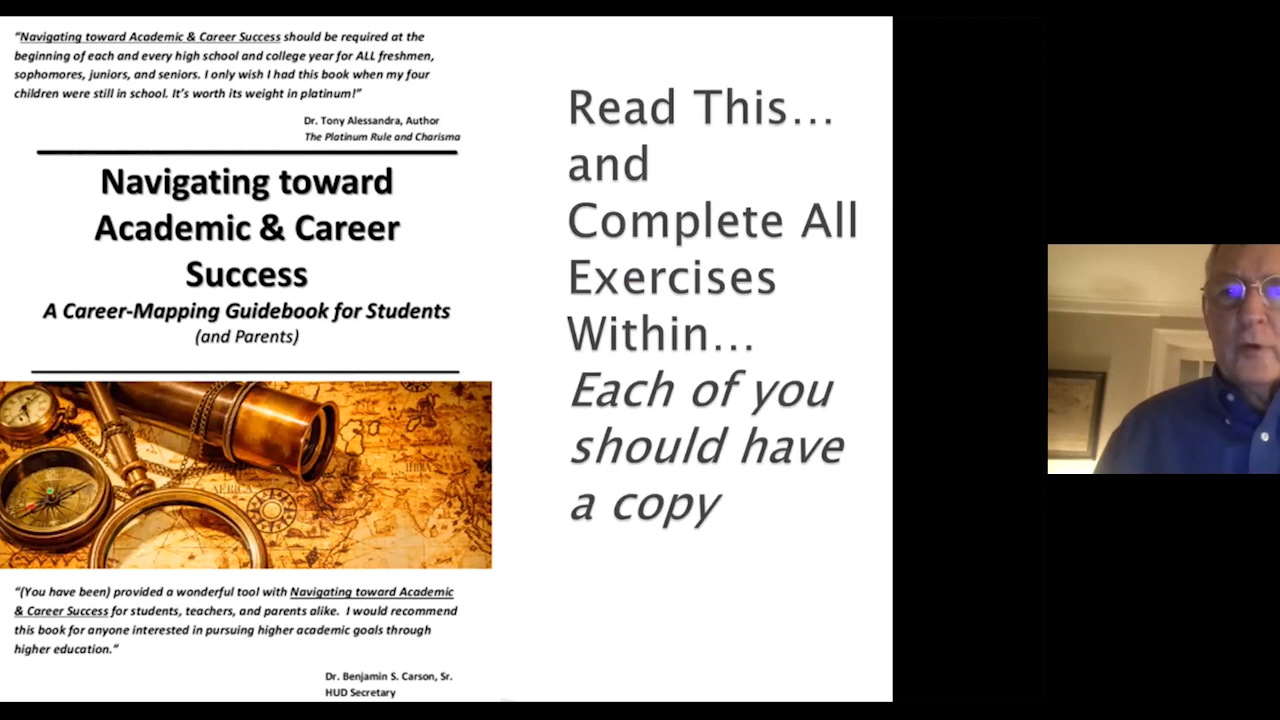 “Navigating toward Academic & Career Success should be required at the
beginning of each and every high school and college year for ALL freshmen,
sophomores, juniors, and seniors. I only wish I had this book when my four
children were still in school. It’s worth its weight in platinum!”
Dr. Tony Alessandra, Author
The Platinum Rule and Charisma
Navigating toward
Academic & Career
Success
A Career-Mapping Guidebook for Students
(and Parents)
AFRICA
“(You have been) provided a wonderful tool with Navigating toward Academic
& Career Success for students, teachers, and parents alike. I would recommend
this book for anyone interested in pursuing higher academic goals through
higher education.”
Dr. Benjamin S. Carson, Sr.
HUD Secretary
Read This...
and
Complete All
Exercises
Within...
Each of you
should have
a copy